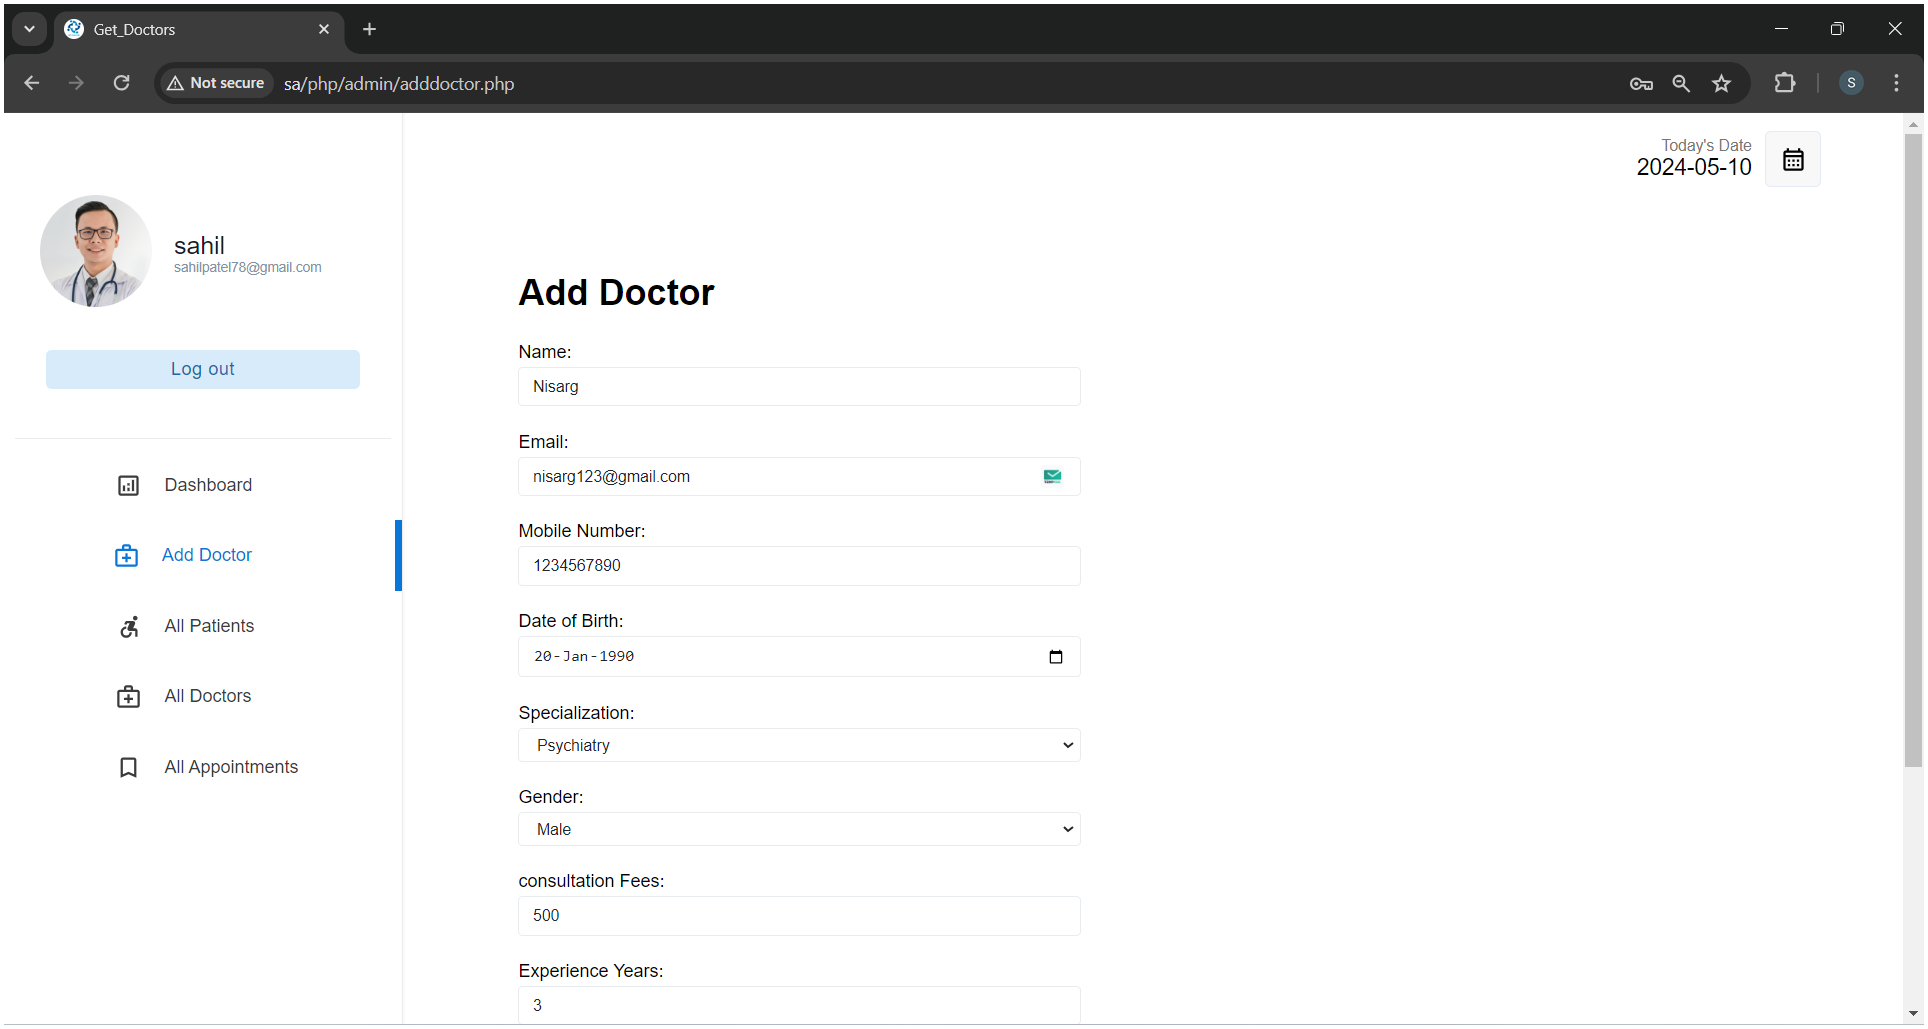 Get_Doctors
Not secure
sa/php/admin/adddoctor.php
S
Today's Date
2024-05-10
sahil
sahilpatel78@gmail.com
Log out
Dashboard
Add Doctor
All Patients
All Doctors
All Appointments
Add Doctor
Name:
Nisarg
Email:
nisarg123@gmail.com
Mobile Number:
1234567890
Date of Birth:
20-Jan-1990
Specialization:
Psychiatry
Gender:
Male
consultation Fees:
500
Experience Years:
3